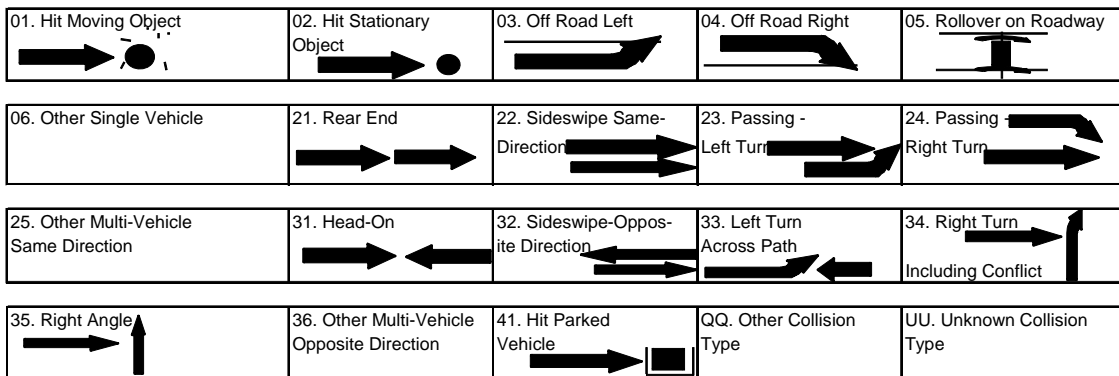 01. Hit Moving Object
02. Hit Stationary
Object
03. Off Road Left
04. Off Road Right
05. Rollover on Roadway
06. Other Single Vehicle
21. Rear End
22. Sideswipe Same-
Direction
23. Passing -
Left Turn
24. Passing -
Right Turn
25. Other Multi-Vehicle
Same Direction
31. Head-On
32. Sideswipe-Oppos-
ite Direction
33. Left Turn
Across Path
34. Right Turn
Including Conflict
35. Right Angle
36. Other Multi-Vehicle
Opposite Direction
41. Hit Parked
Vehicle
QQ. Other Collision
Type
UU. Unknown Collision
Type